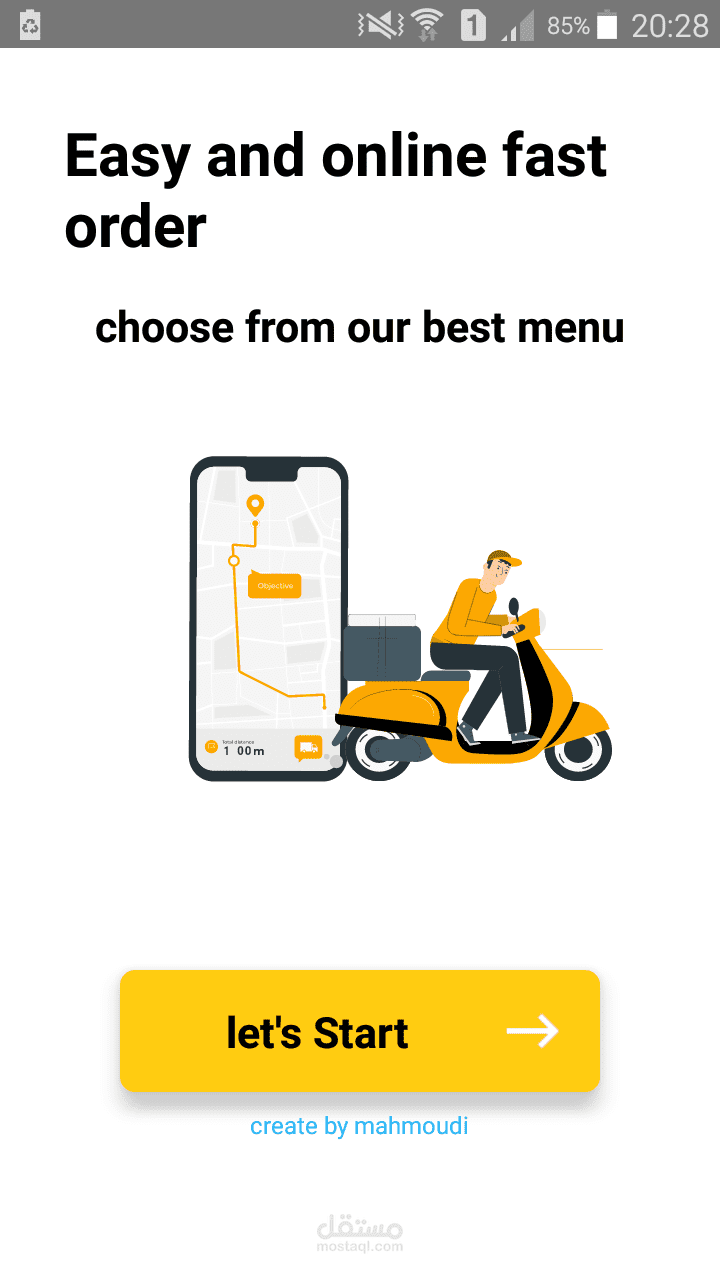 1
85%
20:28
Easy and online fast
order
choose from our best menu
Objective
Total distance
1 00m
let's Start
create by mahmoudi
مستقل
mostaql.com